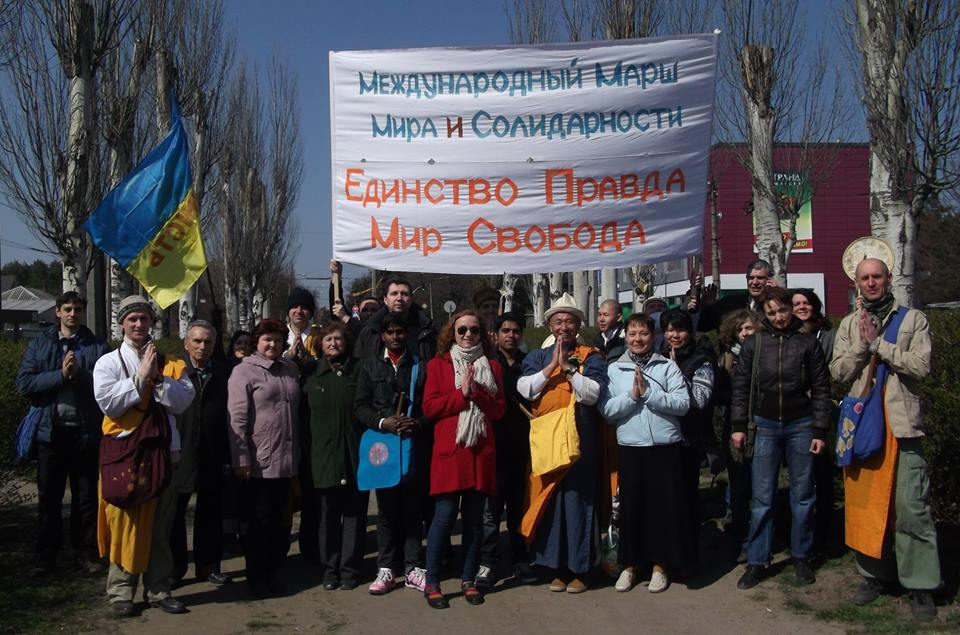 Международный Марш
Мира и Солидарности
Единство Правда
Мир Свобода